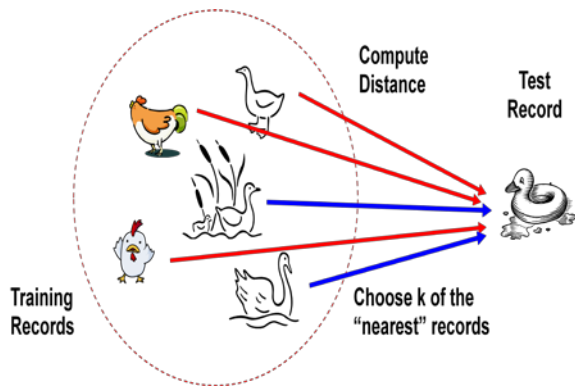 Compute
Distance
Test
Record
Training
Records
Choose k of the
“nearest” records